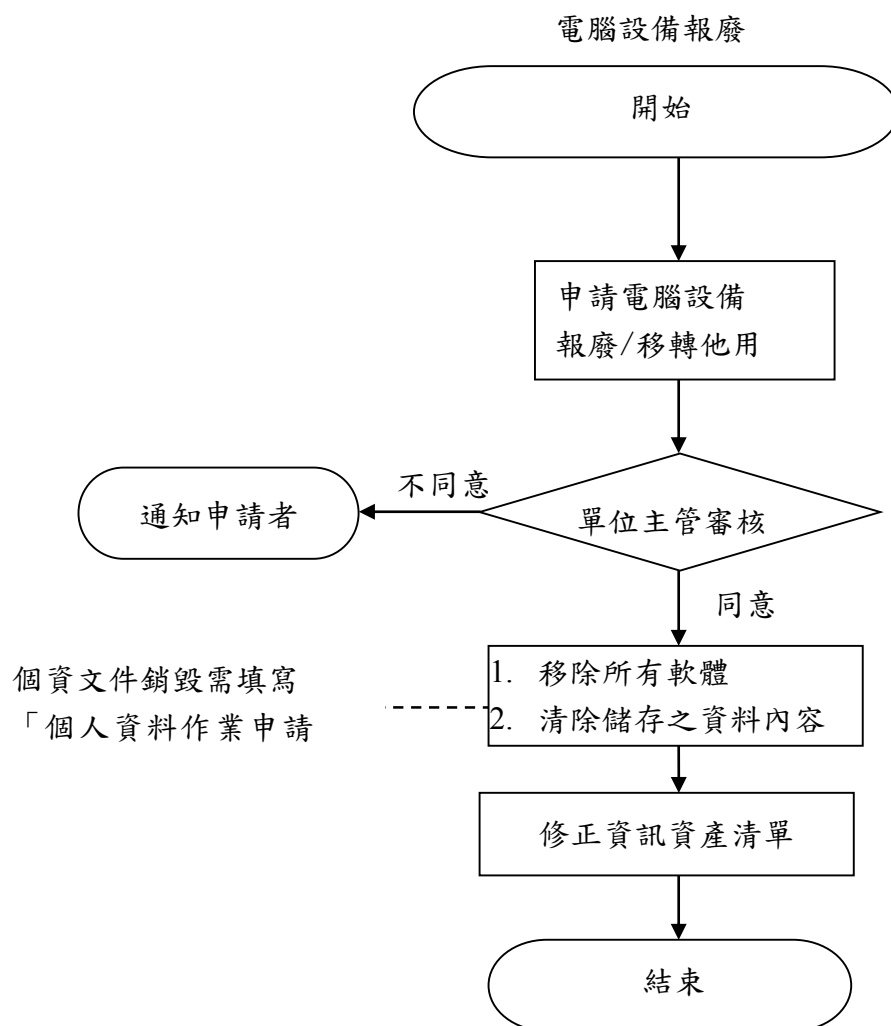 電腦設備報廢
開始
申請電腦設備
報廢/移轉他用
單位主管審核
不同意
通知申請者
同意
1. 移除所有軟體
2. 清除儲存之資料內容
個資文件銷毀需填寫
「個人資料作業申請
修正資訊資產清單
結束